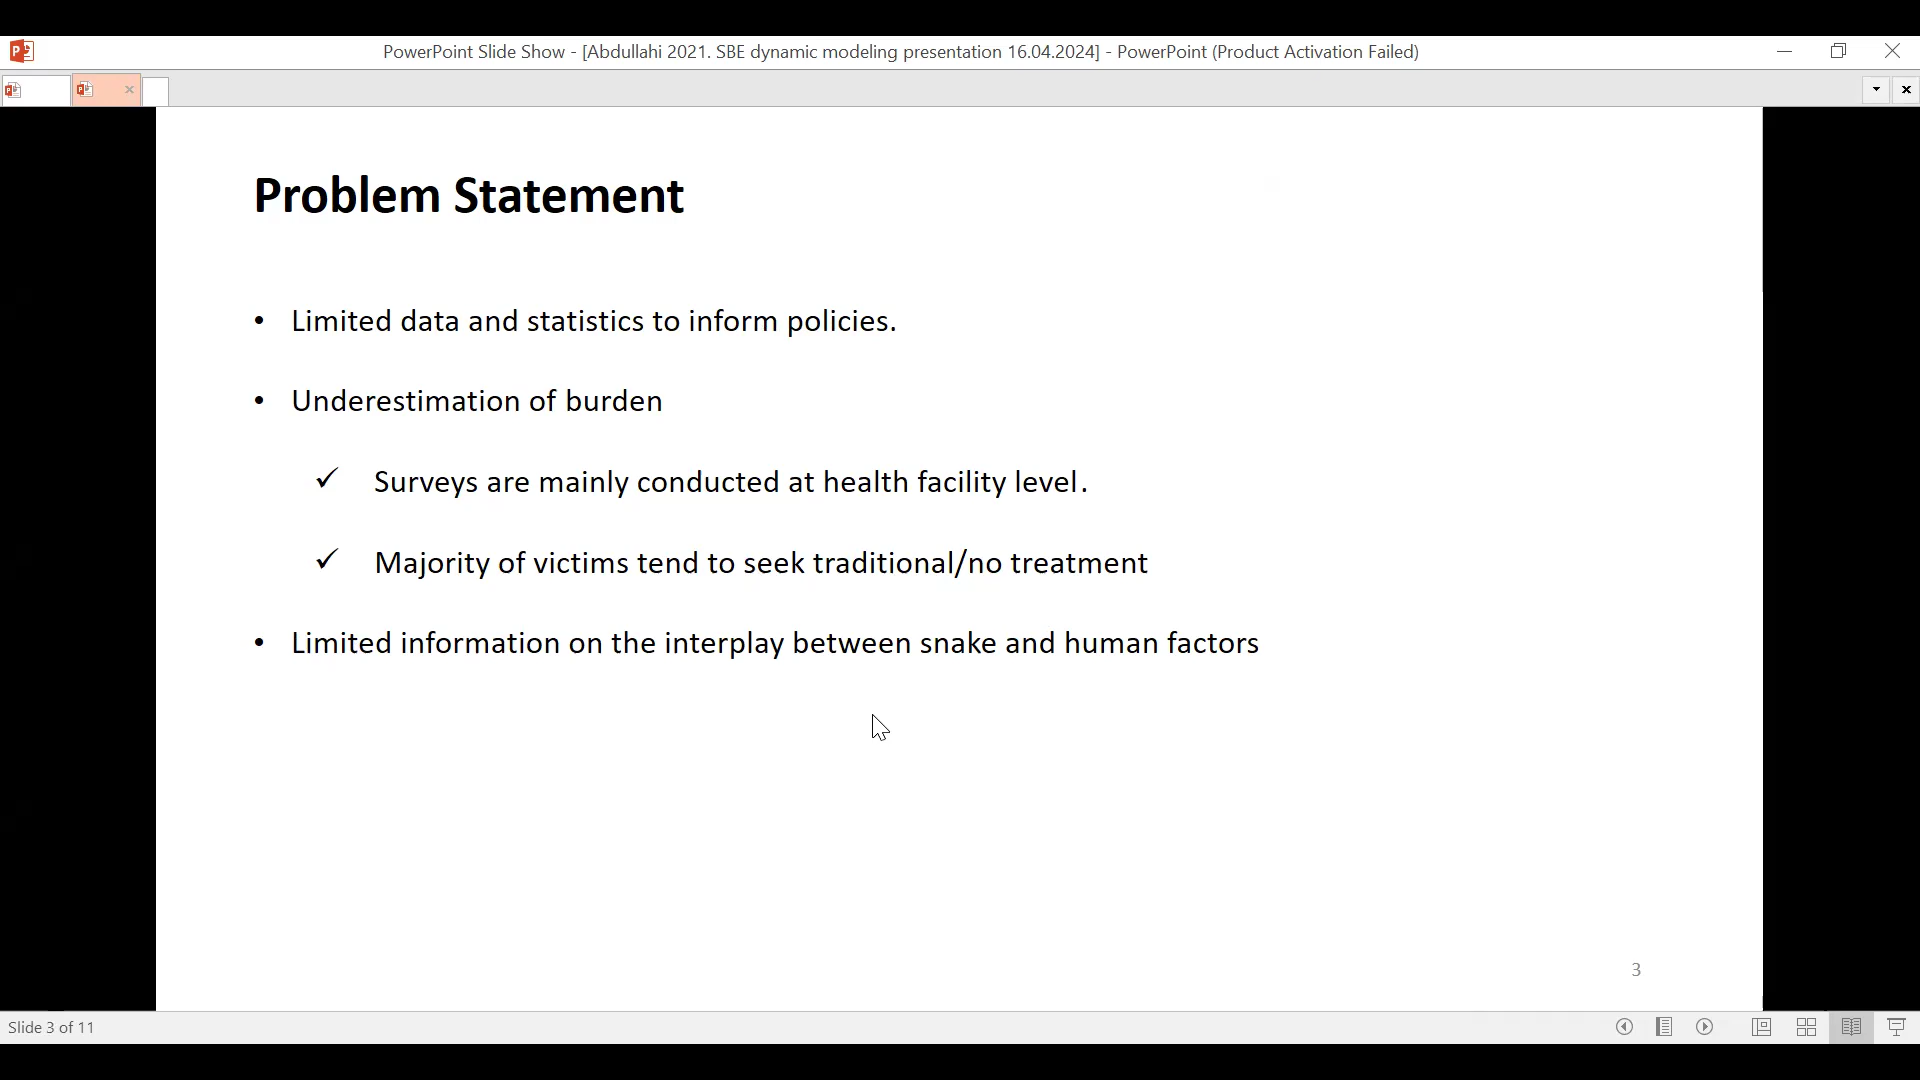 PowerPoint Slide Show - [Abdullahi 2021. SBE dynamic modeling presentation 16.04.2024] - PowerPoint (Product Activation Failed)
Problem Statement
• Limited data and statistics to inform policies.
• Underestimation of burden
✓ Surveys are mainly conducted at health facility level.
✓ Majority of victims tend to seek traditional/no treatment
• Limited information on the interplay between snake and human factors
3
Slide 3 of 11